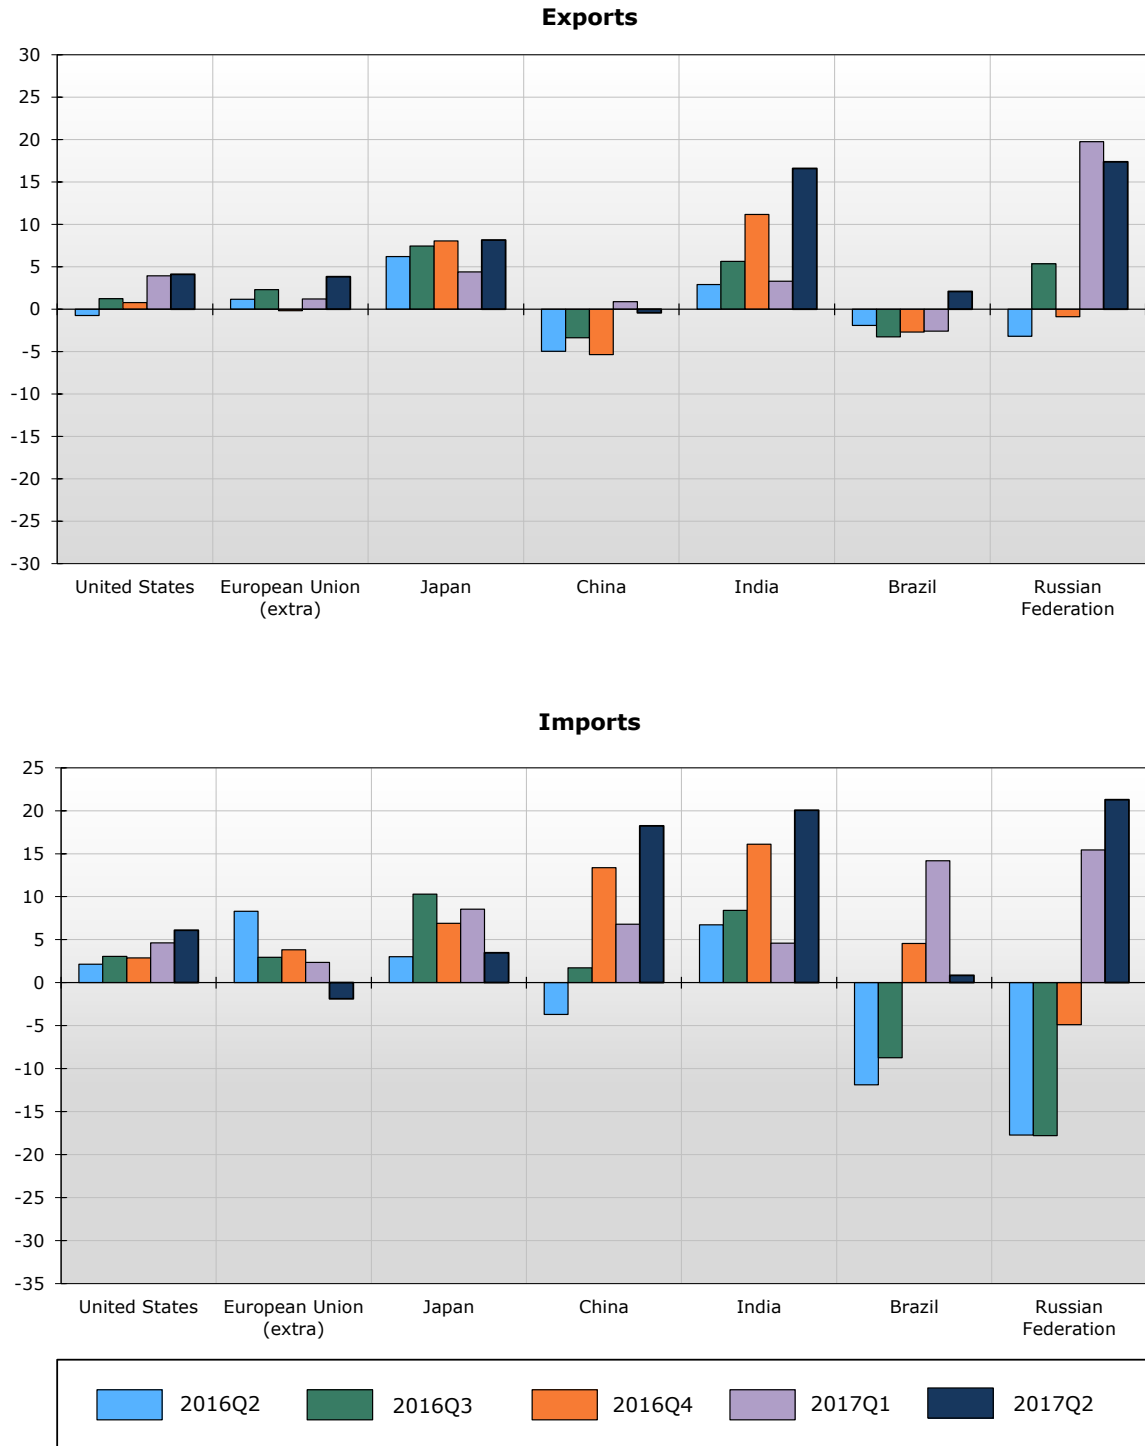 Exports
30
25
20
15
10
5
0
-5
-10
-15
-20
-25
-30
United States
European Union
(extra)
Japan
China
India
Brazil
Russian
Federation
Imports
25
20
15
10
5
0
-5
-10
-15
-20
-25
-30
-35
United States
European Union
(extra)
Japan
China
India
Brazil
Russian
Federation
2016Q2
2016Q3
2016Q4
2017Q1
2017Q2